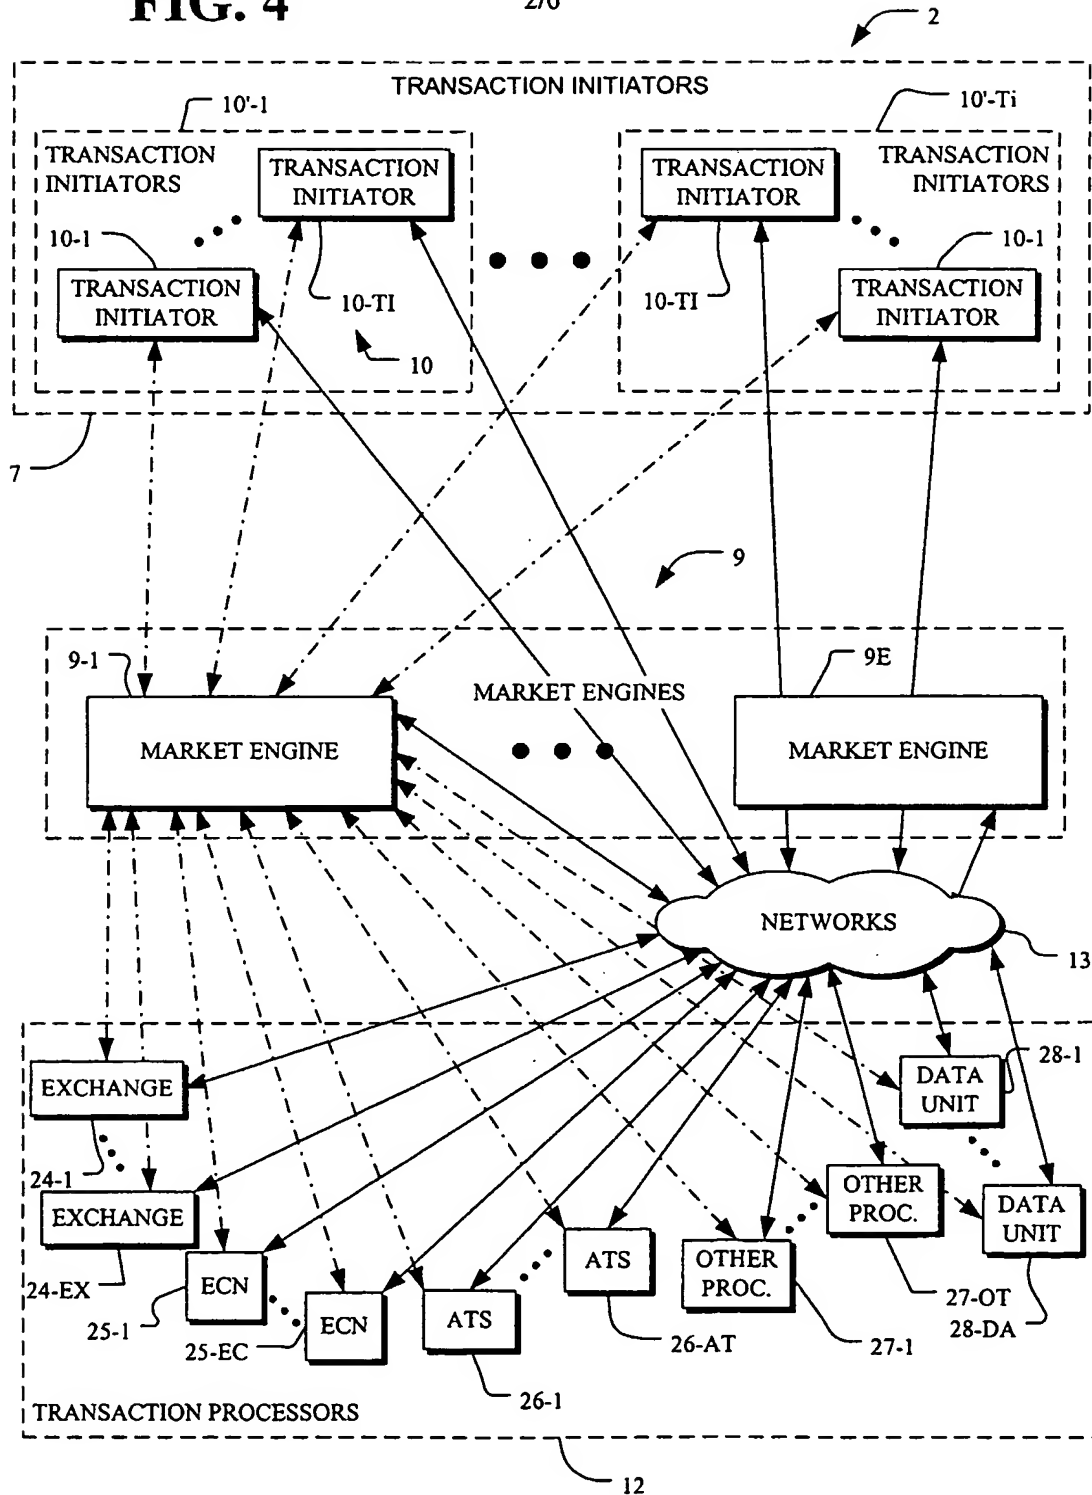 FIG. 4
2/6
2
TRANSACTION INITIATORS
10'-1
10'-Ti
TRANSACTION
INITIATORS
TRANSACTION
INITIATOR
TRANSACTION
INITIATOR
TRANSACTION
INITIATORS
10-1
10-1
TRANSACTION
INITIATOR
10-TI
10-TI
TRANSACTION
INITIATOR
10
7
9
9-1
9E
MARKET ENGINES
MARKET ENGINE
MARKET ENGINE
NETWORKS
13
EXCHANGE
28-1
DATA
UNIT
24-1
EXCHANGE
OTHER
PROC.
DATA
UNIT
24-EX
ECN
ATS
OTHER
PROC.
25-1
ECN
ATS
27-OT
25-EC
26-AT
27-1
28-DA
26-1
TRANSACTION PROCESSORS
12